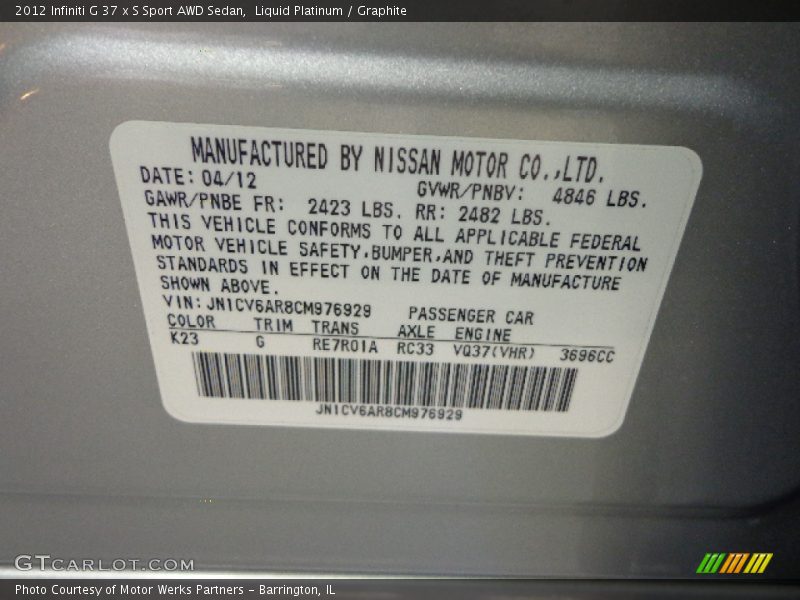 2012 Infiniti G 37 x S Sport AWD Sedan, Liquid Platinum / Graphite
MANUFACTURED BY NISSAN MOTOR CO.,LTD.
DATE: 04/12 GVWR/PNBV: 4846 LBS.
GAWR/PNBE FR: 2423 LBS. RR: 2482 LBS.
THIS VEHICLE CONFORMS TO ALL APPLICABLE FEDERAL
MOTOR VEHICLE SAFETY,BUMPER,AND THEFT PREVENTION
STANDARDS IN EFFECT ON THE DATE OF MANUFACTURE
SHOWN ABOVE.
VIN: JN1CV6AR8CM976929 PASSENGER CAR
COLOR TRIM TRANS AXLE ENGINE
K23 G RE7R01A RC33 VQ37(VHR) 3696CC
JN1CV6AR8CM976929
GTCARLOT.COM
Photo Courtesy of Motor Werks Partners - Barrington, IL